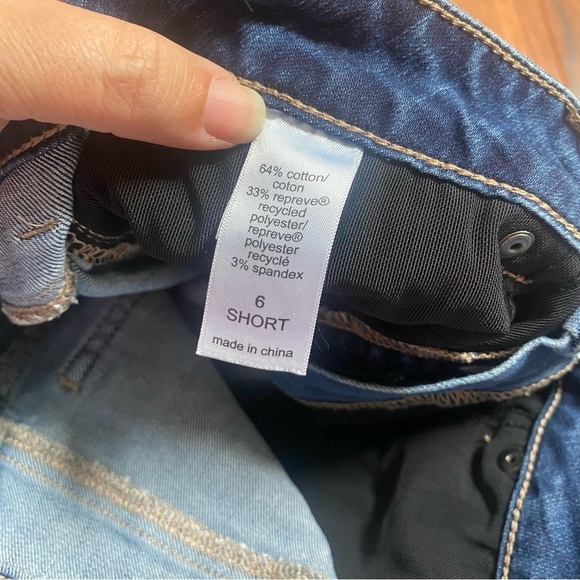 64% cotton/
coton
33% repreve®
recycled
polyester/
repreve®
polyester
recyclé
3% spandex
6
SHORT
made in china